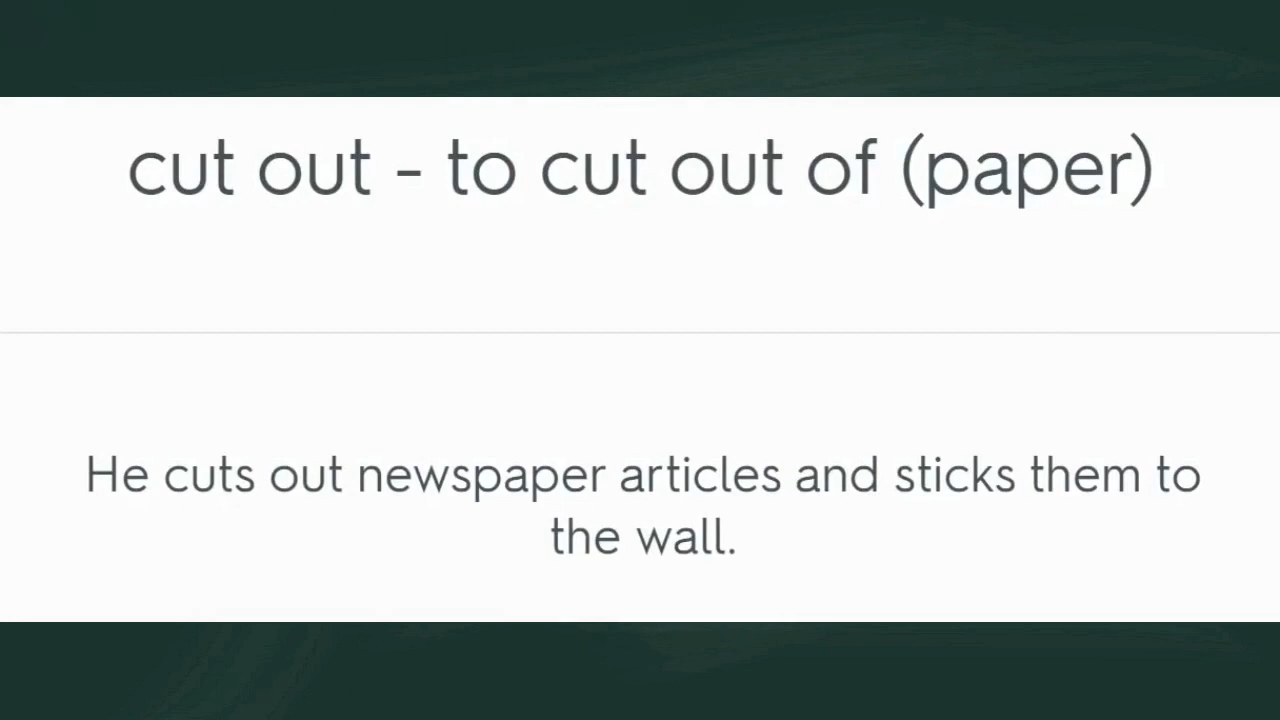 cut out - to cut out of (paper)
He cuts out newspaper articles and sticks them to
the wall.